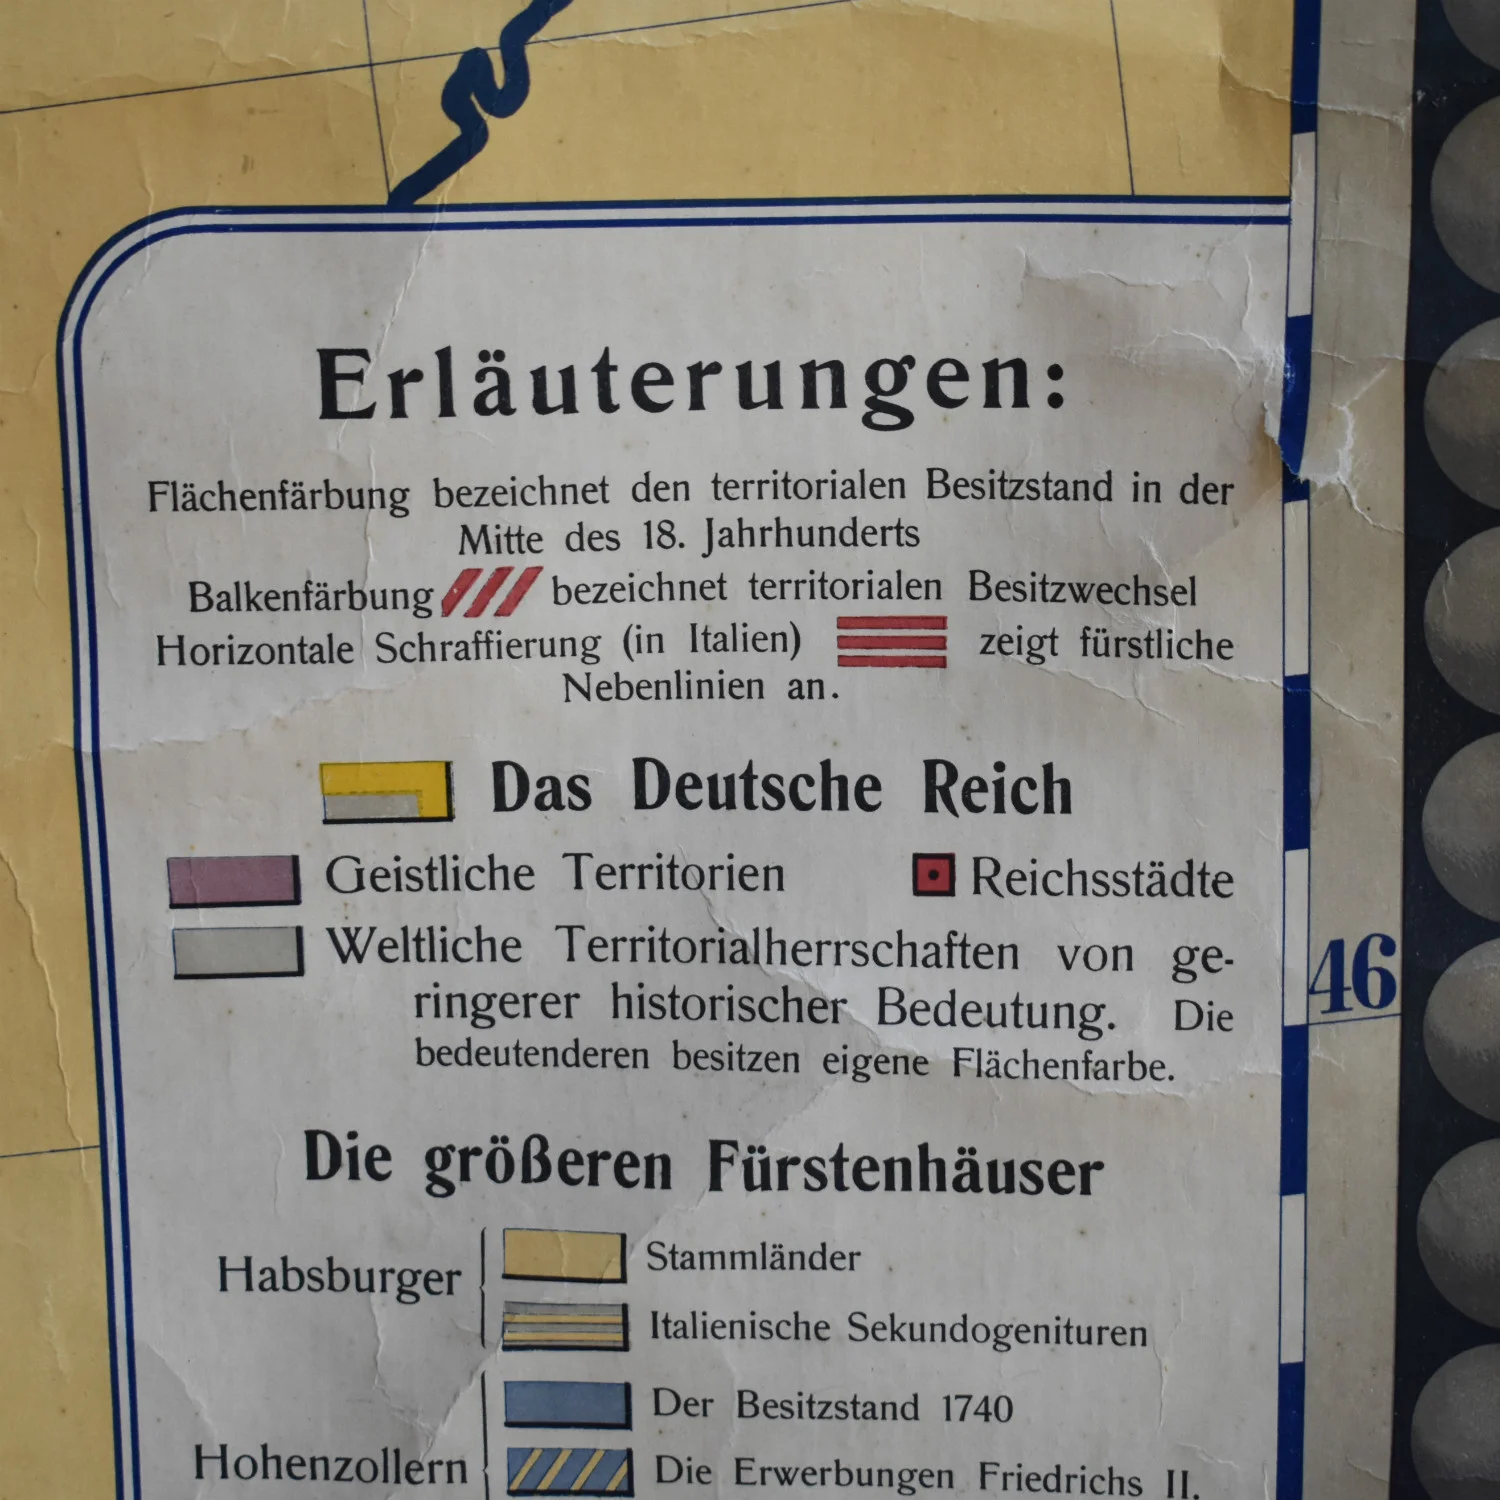 Erläuterungen:
Flächenfärbung bezeichnet den territorialen Besitzstand in der
Mitte des 18. Jahrhunderts
Balkenfärbung bezeichnet territorialen Besitzwechsel
Horizontale Schraffierung (in Italien) zeigt fürstliche
Nebenlinien an.
Das Deutsche Reich
Geistliche Territorien Reichsstädte
Weltliche Territorialherrschaften von ge-
ringerer historischer Bedeutung. Die
bedeutenderen besitzen eigene Flächenfarbe.
46
Die größeren Fürstenhäuser
Habsburger
Stammländer
Italienische Sekundogenituren
Hohenzollern
Der Besitzstand 1740
Die Erwerbungen Friedrichs II.